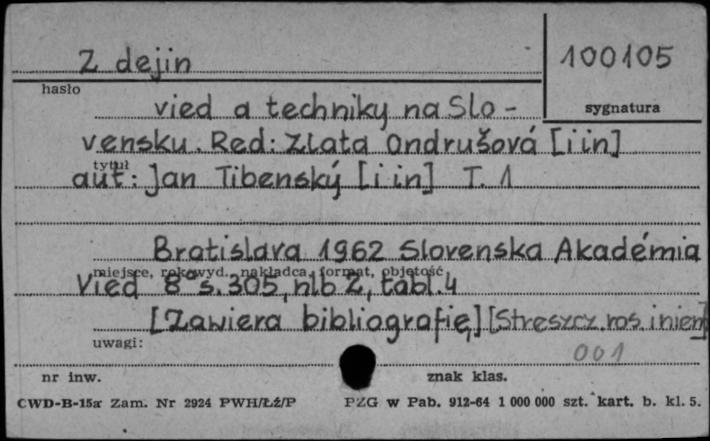 Z dejin
100105
hasło
sygnatura
vied a techniky na Slo-
vensku. Red: Zlata Ondrušová [i in]
tytuł
aut: Jan Tibenský [i in] T. 1
Bratislava 1962 Slovenska Akadémia
miejsce, rok wyd., nakładca, format, objętość
Vied 8° s. 305, nlb 2, tabl. 4
[Zawiera bibliografię] [Streszcz. ros. i niem]
uwagi:
001
nr inw.
znak klas.
CWD-B-15a Zam. Nr 2924 PWH/Łź/P PZG w Pab. 912-64 1 000 000 szt. kart. b. kl. 5.